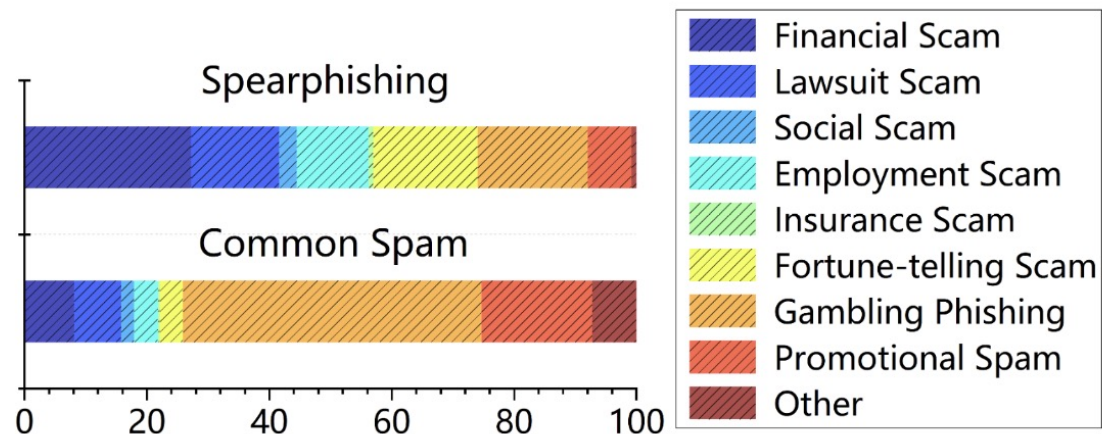 Spearphishing
Common Spam
0 20 40 60 80 100
Financial Scam
Lawsuit Scam
Social Scam
Employment Scam
Insurance Scam
Fortune-telling Scam
Gambling Phishing
Promotional Spam
Other